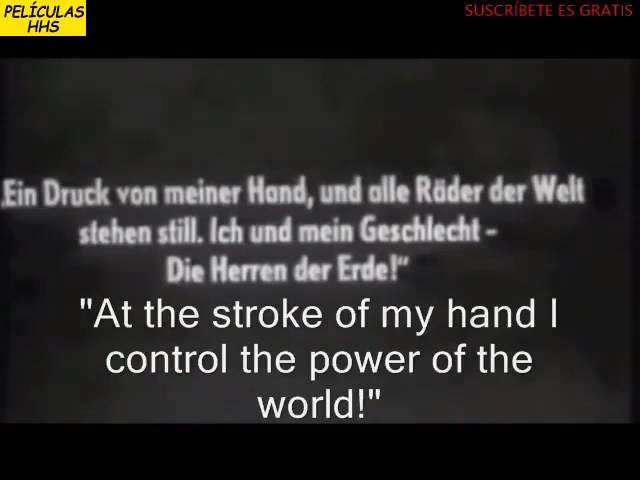 PELÍCULAS
HHS
SUSCRÍBETE ES GRATIS
„Ein Druck von meiner Hand, und alle Räder der Welt
stehen still. Ich und mein Geschlecht -
Die Herren der Erde!“
"At the stroke of my hand I
control the power of the
world!"